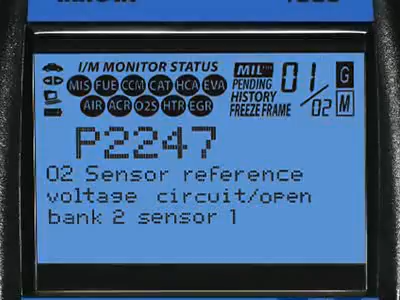 I/M MONITOR STATUS
MIL
MIS FUE CCM CAT HCA EVA
PENDING
01
G
AIR ACR O2S HTR EGR
HISTORY
FREEZE FRAME
02
M
P2247
O2 Sensor reference
voltage circuit/open
bank 2 sensor 1